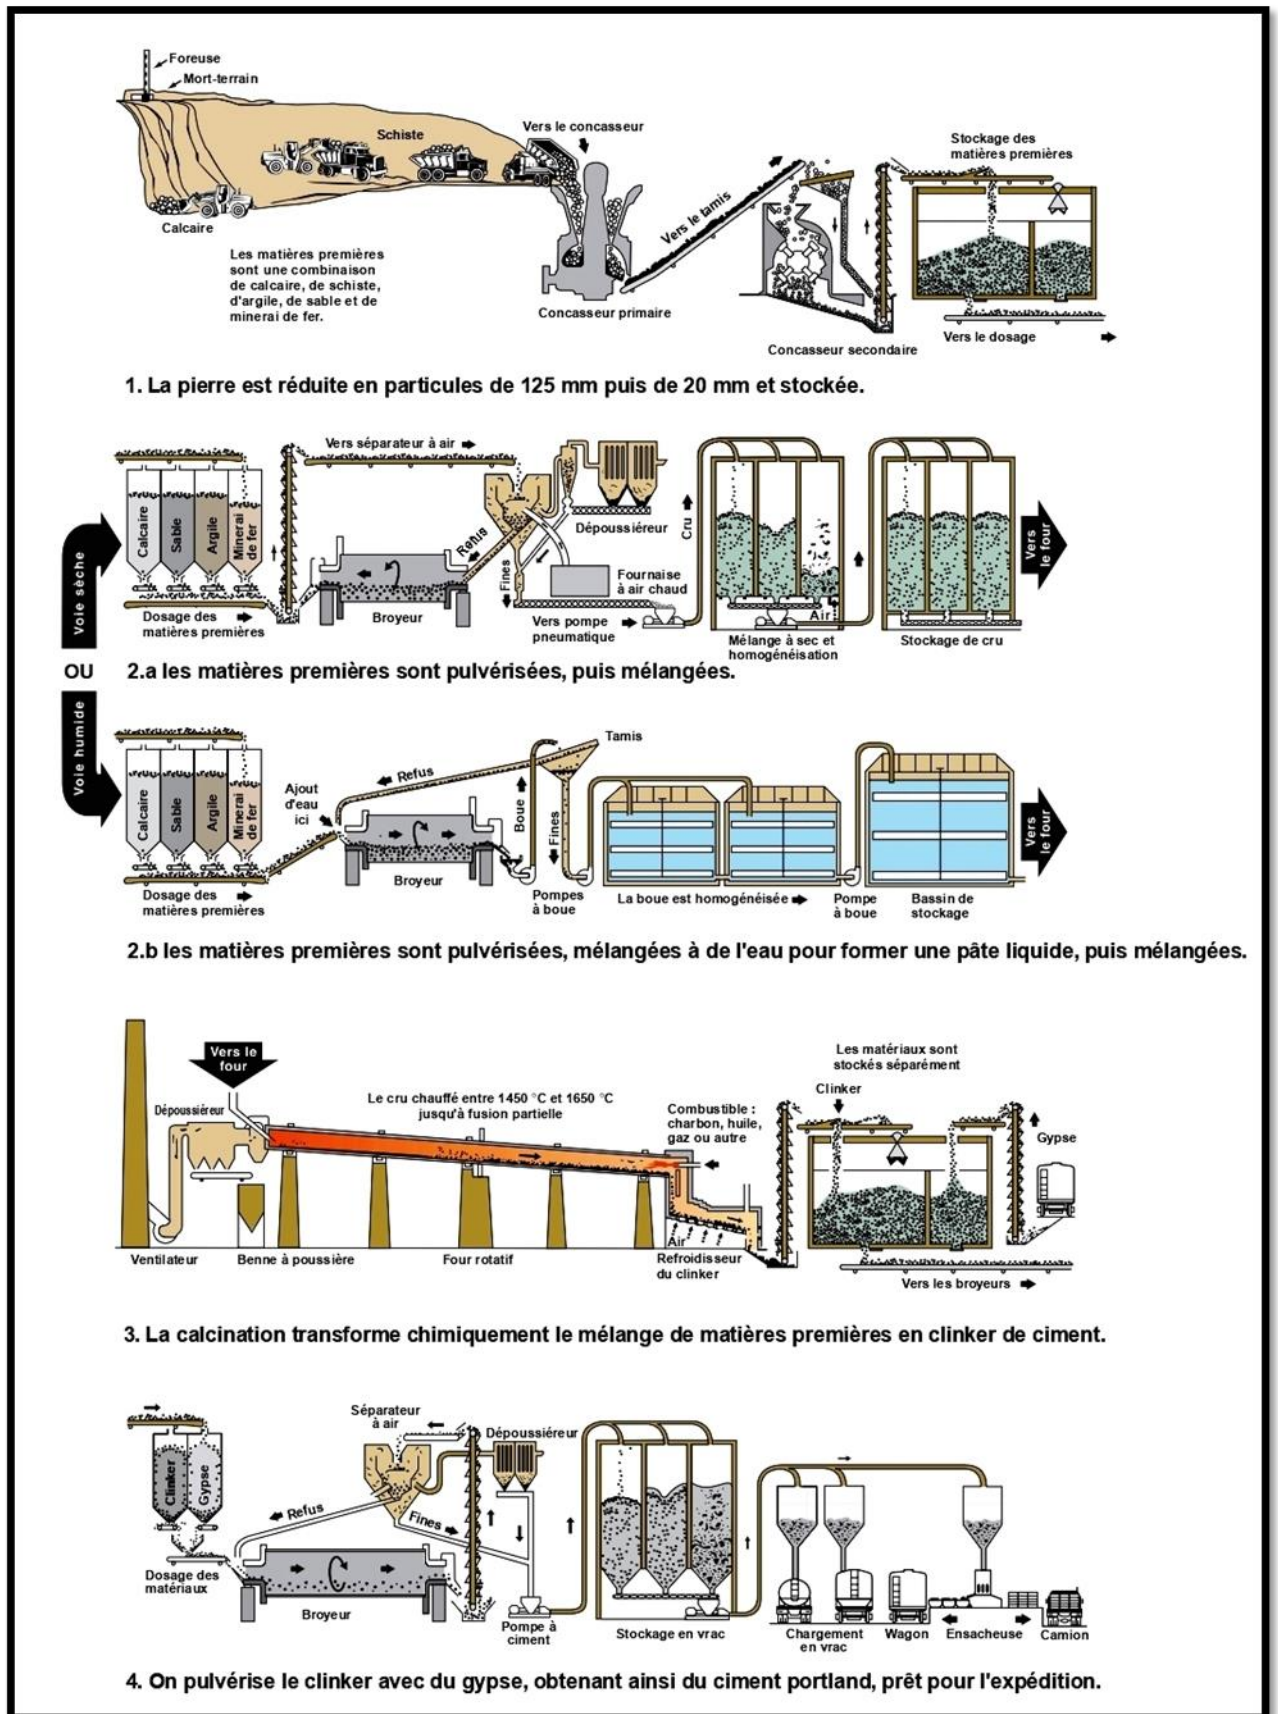 Foreuse
Mort-terrain
Schiste
Vers le concasseur
Stockage des
matières premières
Vers le tamis
Calcaire
Les matières premières
sont une combinaison
de calcaire, de schiste,
d'argile, de sable et de
minerai de fer.
Concasseur primaire
Vers le dosage
Concasseur secondaire
1. La pierre est réduite en particules de 125 mm puis de 20 mm et stockée.
Voie sèche
Vers séparateur à air
Calcaire
Sable
Argile
Minerai
de fer
Refus
Dépoussiéreur
Cru
Vers
le four
Fines
Fournaise
à air chaud
Dosage des
matières premières
Broyeur
Vers pompe
pneumatique
Air
Mélange à sec et
homogénéisation
Stockage de cru
OU
2.a les matières premières sont pulvérisées, puis mélangées.
Voie humide
Tamis
Refus
Ajout
d'eau
ici
Calcaire
Sable
Argile
Minerai
de fer
Boue
Fines
Vers
le four
Broyeur
Dosage des
matières premières
Pompes
à boue
La boue est homogénéisée
Pompe
à boue
Bassin de
stockage
2.b les matières premières sont pulvérisées, mélangées à de l'eau pour former une pâte liquide, puis mélangées.
Vers le
four
Dépoussiéreur
Le cru chauffé entre 1450 °C et 1650 °C
jusqu'à fusion partielle
Combustible :
charbon, huile,
gaz ou autre
Les matériaux sont
stockés séparément
Clinker
Gypse
Air
Ventilateur
Benne à poussière
Four rotatif
Refroidisseur
du clinker
Vers les broyeurs
3. La calcination transforme chimiquement le mélange de matières premières en clinker de ciment.
Séparateur
à air
Dépoussiéreur
Clinker
Gypse
Refus
Fines
Dosage des
matériaux
Broyeur
Pompe à
ciment
Stockage en vrac
Chargement
en vrac
Wagon
Ensacheuse
Camion
4. On pulvérise le clinker avec du gypse, obtenant ainsi du ciment portland, prêt pour l'expédition.